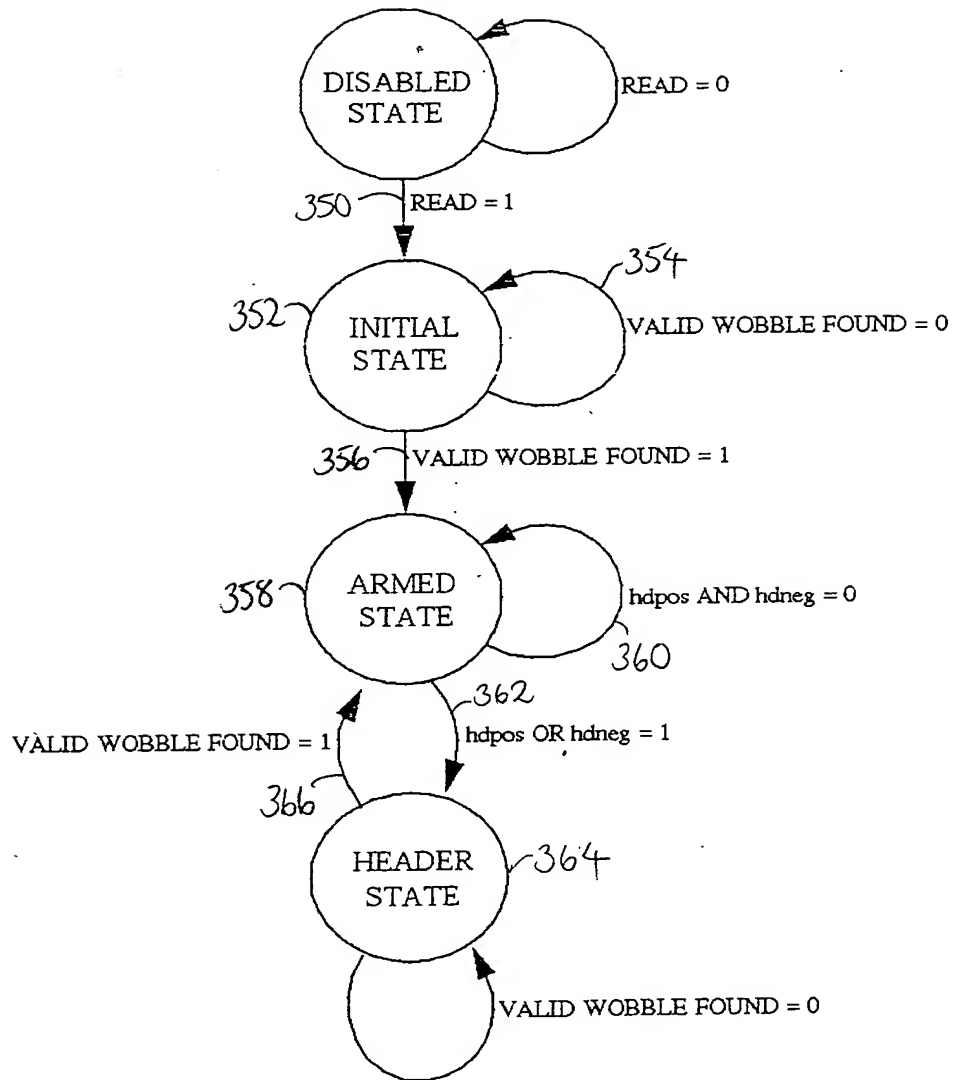 DISABLED
STATE
READ = 0
350
READ = 1
354
352
INITIAL
STATE
VALID WOBBLE FOUND = 0
356
VALID WOBBLE FOUND = 1
358
ARMED
STATE
hdpos AND hdneg = 0
360
362
VALID WOBBLE FOUND = 1
hdpos OR hdneg = 1
366
HEADER
STATE
364
VALID WOBBLE FOUND = 0